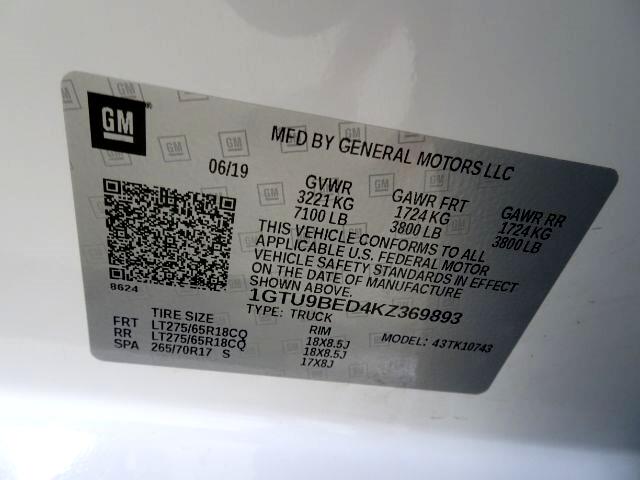 GM
MFD BY GENERAL MOTORS LLC
06/19
GVWR GAWR FRT GAWR RR
3221 KG 1724 KG 1724 KG
7100 LB 3800 LB 3800 LB
THIS VEHICLE CONFORMS TO ALL
APPLICABLE U.S. FEDERAL MOTOR
VEHICLE SAFETY STANDARDS IN EFFECT
ON THE DATE OF MANUFACTURE
SHOWN ABOVE.
8624
1GTU9BED4KZ369893
TYPE: TRUCK MODEL: 43TK10743
TIRE SIZE RIM
FRT LT275/65R18CQ 18X8.5J
RR LT275/65R18CQ 18X8.5J
SPA 265/70R17 S 17X8J